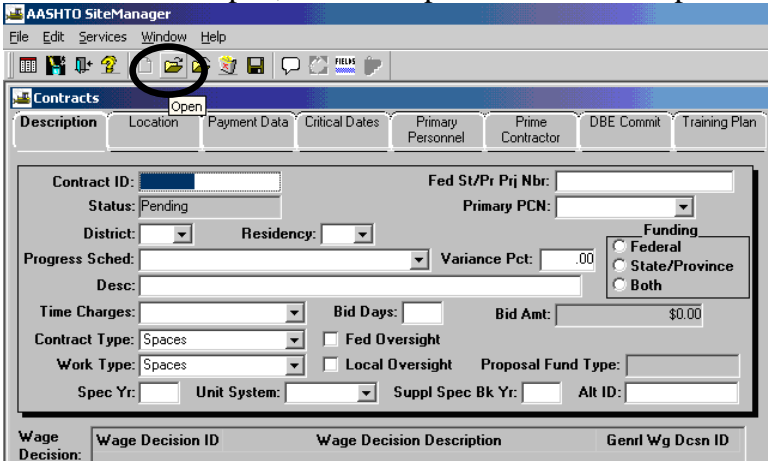 AASHTO SiteManager
File Edit Services Window Help
FIELDS
Contracts
Open
Description Location Payment Data Critical Dates Primary Personnel Prime Contractor DBE Commit Training Plan
Contract ID: Fed St/Pr Prj Nbr:
Status: Pending Primary PCN:
District: Residency: Funding
Federal
Progress Sched: Variance Pct: .00 State/Province
Desc: Both
Time Charges: Bid Days: Bid Amt: $0.00
Contract Type: Spaces Fed Oversight
Work Type: Spaces Local Oversight Proposal Fund Type:
Spec Yr: Unit System: Suppl Spec Bk Yr: Alt ID:
Wage Decision: Wage Decision ID Wage Decision Description Genrl Wg Dcsn ID